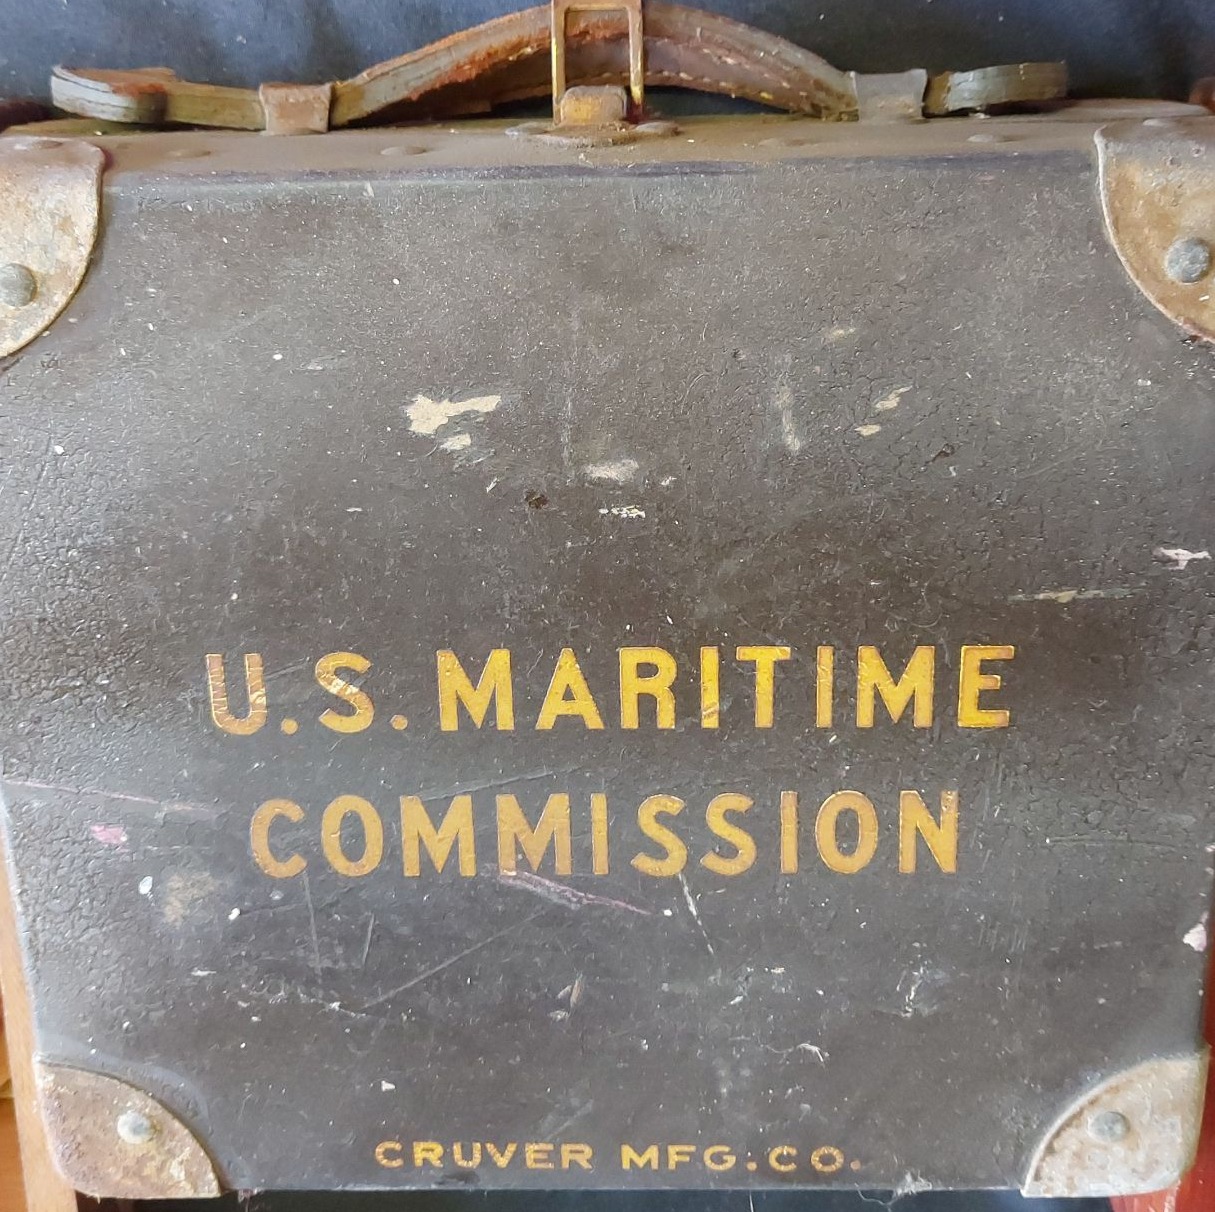 U.S. MARITIME
COMMISSION
CRUVER MFG. CO.